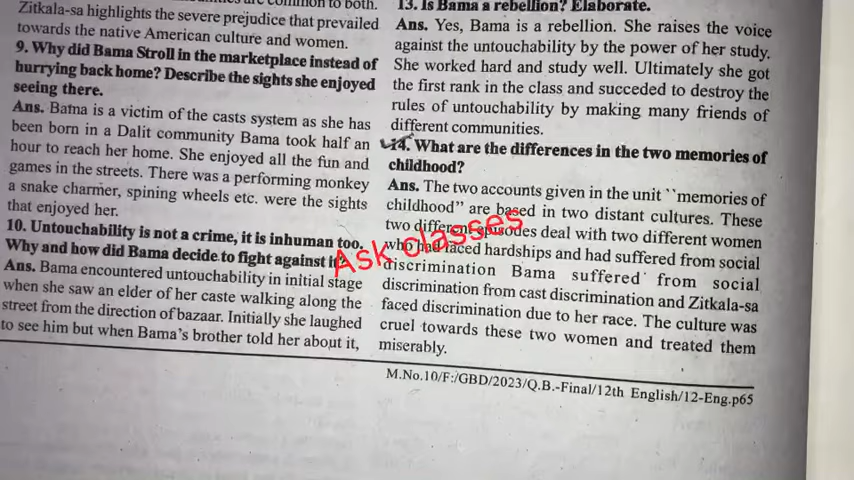 Zitkala-sa highlights the severe prejudice that prevailed
towards the native American culture and women.
9. Why did Bama Stroll in the marketplace instead of
hurrying back home? Describe the sights she enjoyed
seeing there.
Ans. Bama is a victim of the casts system as she has
been born in a Dalit community Bama took half an
hour to reach her home. She enjoyed all the fun and
games in the streets. There was a performing monkey
a snake charmer, spining wheels etc. were the sights
that enjoyed her.
10. Untouchability is not a crime, it is inhuman too.
Why and how did Bama decide to fight against it?
Ans. Bama encountered untouchability in initial stage
when she saw an elder of her caste walking along the
street from the direction of bazaar. Initially she laughed
to see him but when Bama's brother told her about it,
13. Is Bama a rebellion? Elaborate.
Ans. Yes, Bama is a rebellion. She raises the voice
against the untouchability by the power of her study.
She worked hard and study well. Ultimately she got
the first rank in the class and succeded to destroy the
rules of untouchability by making many friends of
different communities.
14. What are the differences in the two memories of
childhood?
Ans. The two accounts given in the unit ``memories of
childhood'' are based in two distant cultures. These
two different episodes deal with two different women
who had faced hardships and had suffered from social
discrimination Bama suffered from social
discrimination from cast discrimination and Zitkala-sa
faced discrimination due to her race. The culture was
cruel towards these two women and treated them
miserably.
M.No.10/F:/GBD/2023/Q.B.-Final/12th English/12-Eng.p65
Ask classes